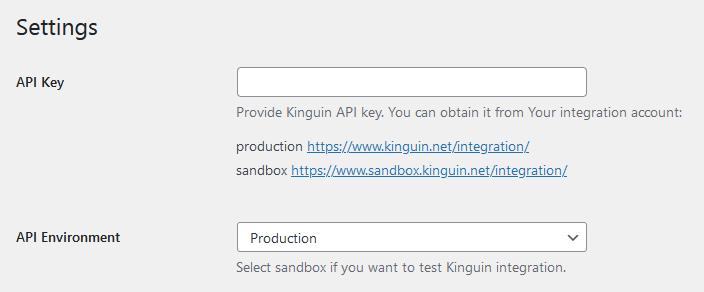 Settings
API Key
Provide Kinguin API key. You can obtain it from Your integration account:
production https://www.kinguin.net/integration/
sandbox https://www.sandbox.kinguin.net/integration/
API Environment
Production
Select sandbox if you want to test Kinguin integration.